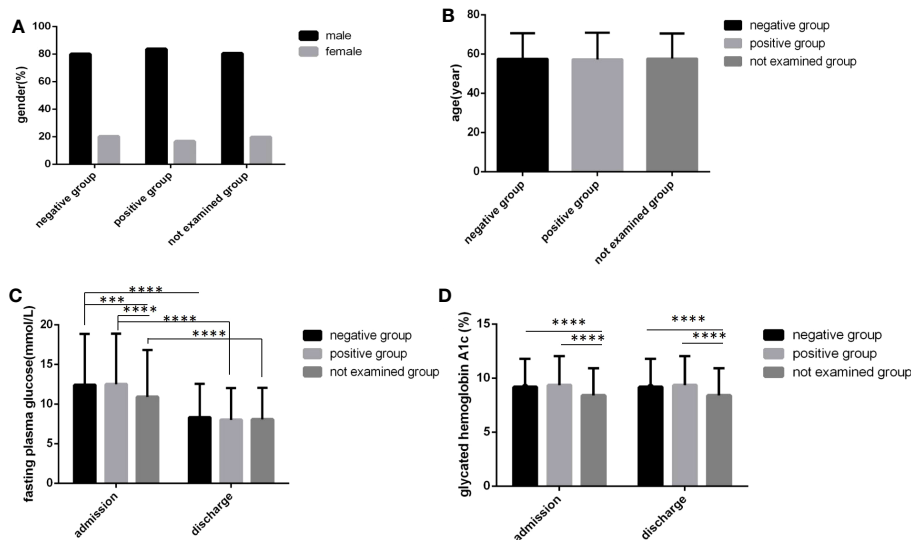 A
gender(%)
100
80
60
40
20
0
negative group
positive group
not examined group
male
female
B
age(year)
80
60
40
20
0
negative group
positive group
not examined group
negative group
positive group
not examined group
C
fasting plasma glucose(mmol/L)
20
15
10
5
0
****
***
****
****
****
admission
discharge
negative group
positive group
not examined group
D
glycated hemoglobin A1c (%)
15
10
5
0
****
****
****
****
admission
discharge
negative group
positive group
not examined group